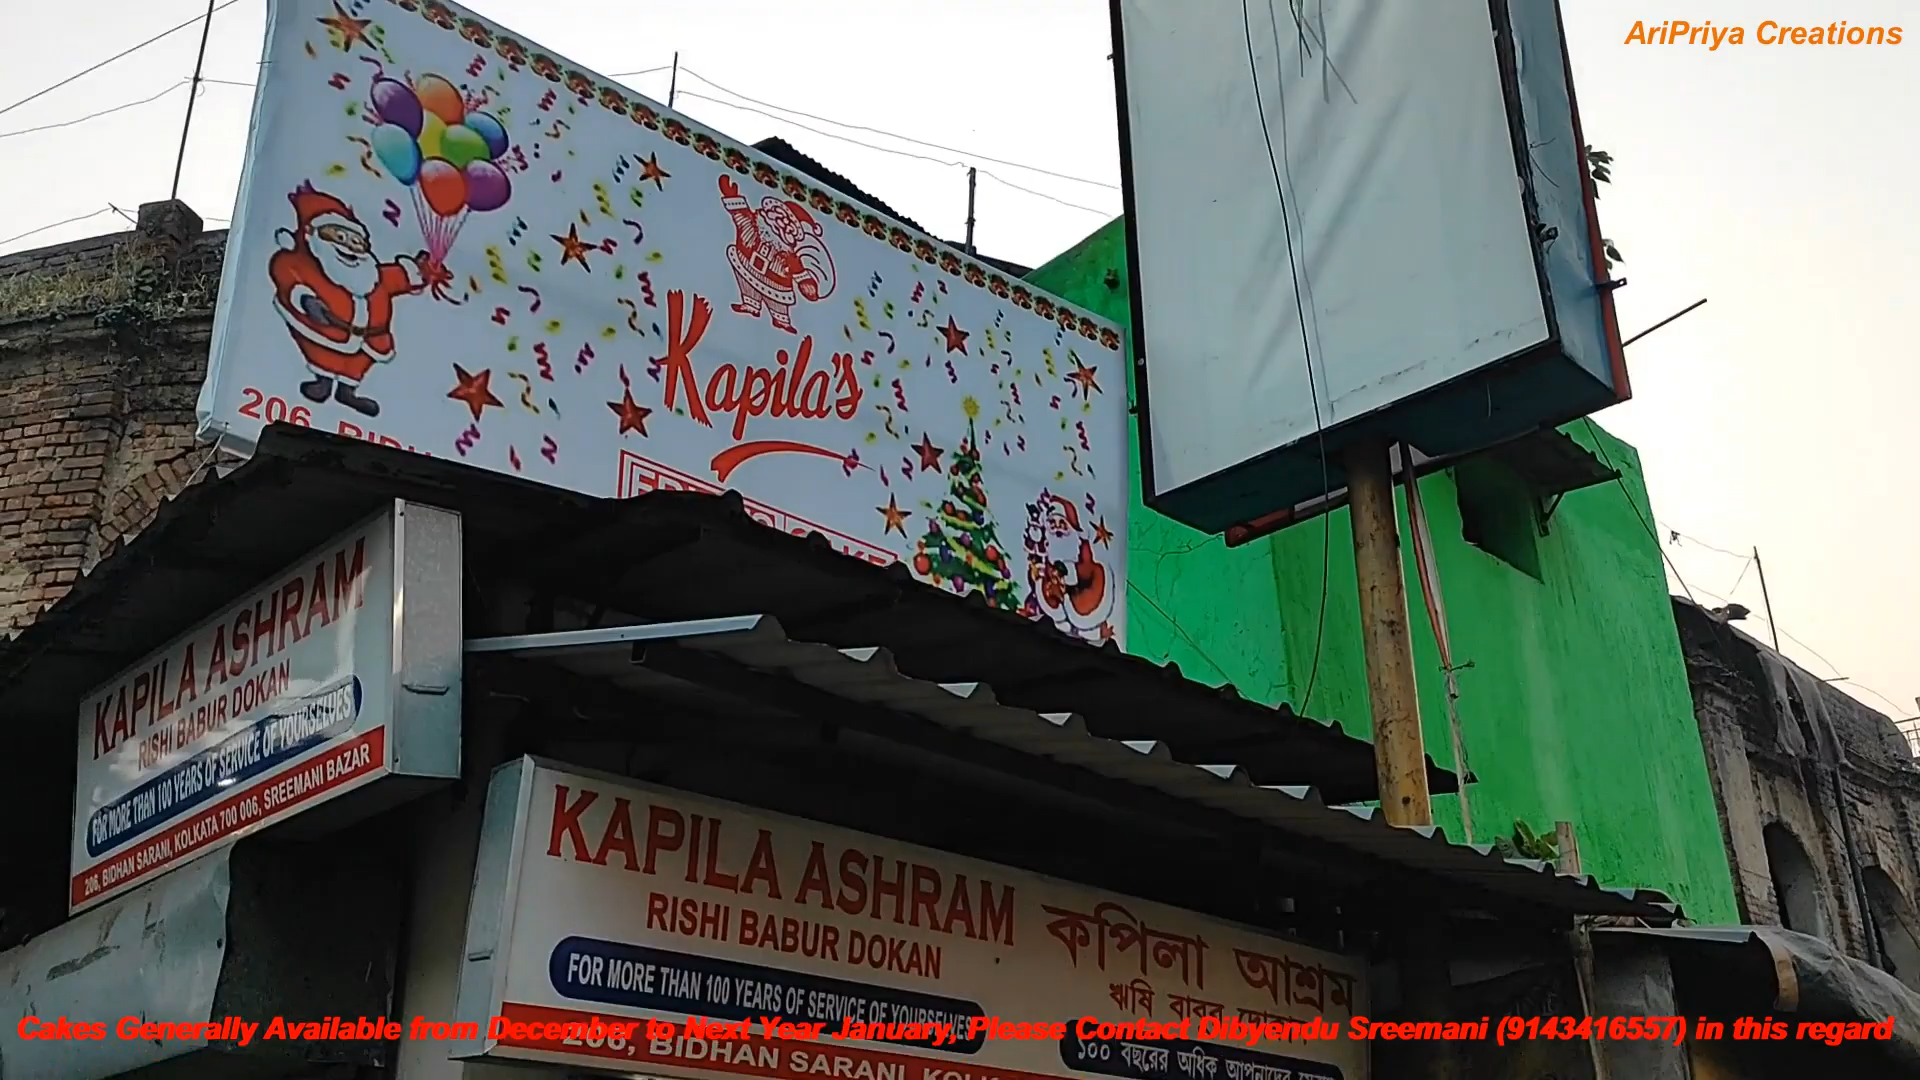 AriPriya Creations
Kapila's
206, BIDH
KAPILA ASHRAM
RISHI BABUR DOKAN
FOR MORE THAN 100 YEARS OF SERVICE OF YOURSELVES
206, BIDHAN SARANI, KOLKATA 700 006, SREEMANI BAZAR
KAPILA ASHRAM
RISHI BABUR DOKAN
FOR MORE THAN 100 YEARS OF SERVICE OF YOURSELVES
206, BIDHAN SARANI, KOLK
কপিলা আশ্রম
ঋষি বাবুর দোকান
১০০ বছরের অধিক আপনাদের
Cakes Generally Available from December to Next Year January, Please Contact Dibyendu Sreemani (9143416557) in this regard